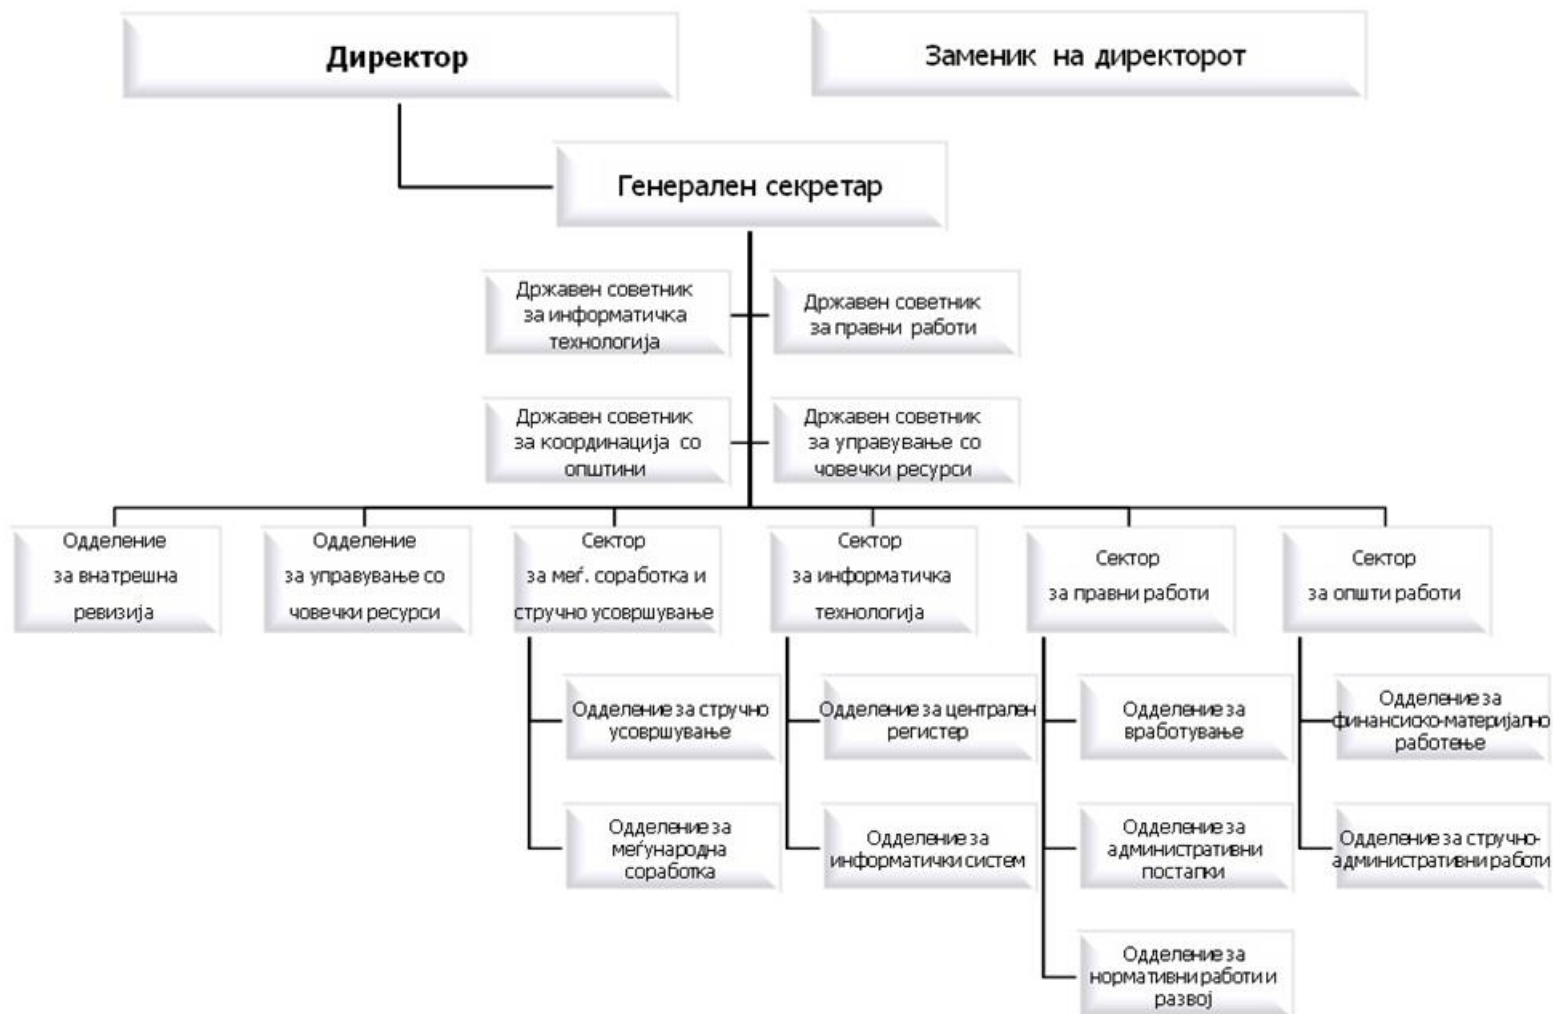 Директор
Заменик на директорот
Генерален секретар
Државен советник
за информатичка
технологија
Државен советник
за правни работи
Државен советник
за координација со
општини
Државен советник
за управување со
човечки ресурси
Одделение
за внатрешна
ревизија
Одделение
за управување со
човечки ресурси
Сектор
за меѓ. соработка и
стручно усовршување
Сектор
за информатичка
технологија
Сектор
за правни работи
Сектор
за општи работи
Одделение за стручно
усовршување
Одделение за централен
регистер
Одделение за
вработување
Одделение за
финансиско-материјално
работење
Одделение за
меѓународна
соработка
Одделение за
информатички систем
Одделение за
административни
постапки
Одделение за стручно-
административни работи
Одделение за
нормативни работи и
развој